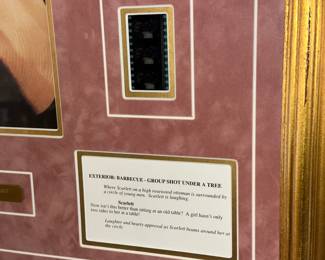 EXTERIOR: BARBECUE - GROUP SHOT UNDER A TREE
Where Scarlett on a high rosewood ottoman is surrounded by
a circle of young men. Scarlett is laughing.
Scarlett
Now isn't this better than sitting at an old table? A girl hasn't only
two sides to her at a table!
Laughter and hearty approval as Scarlett beams around her at
the circle.